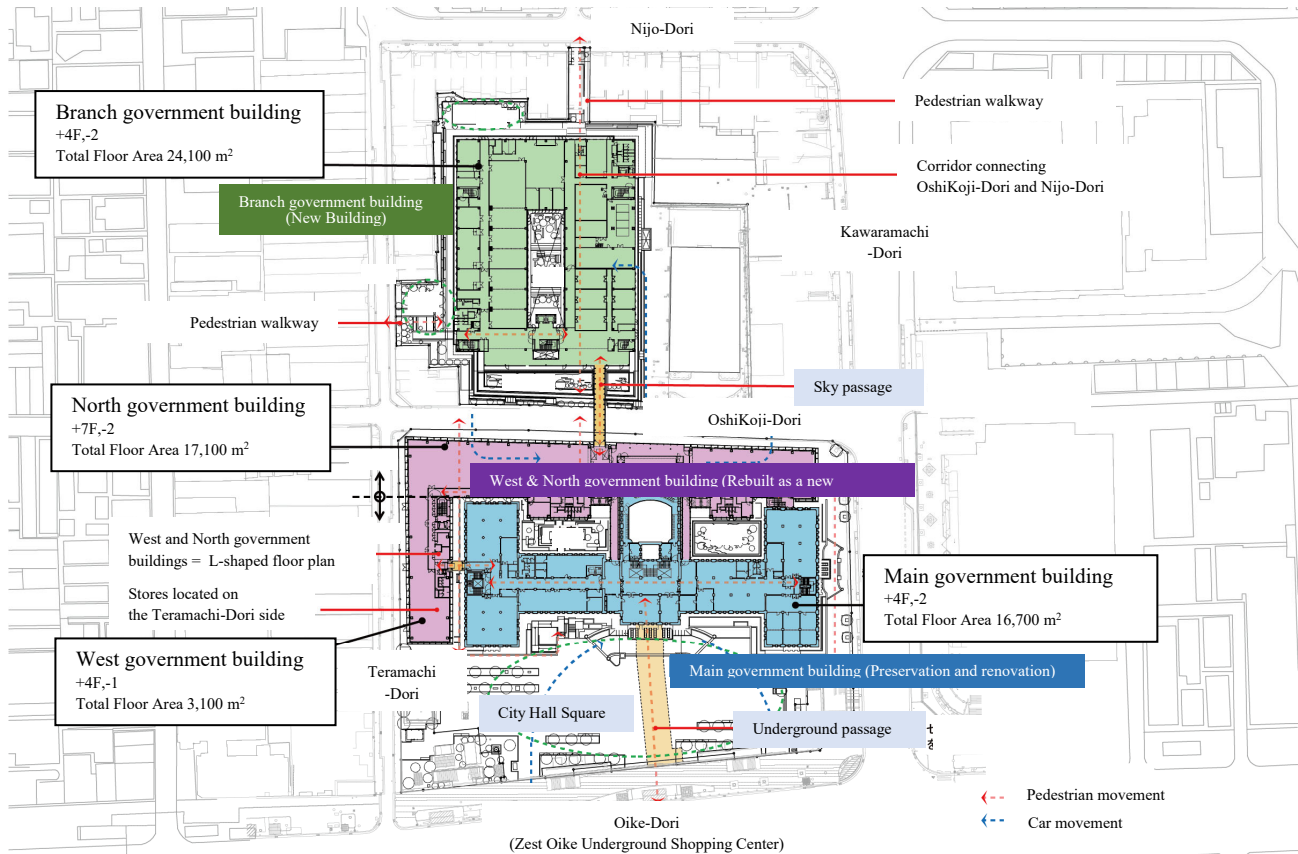 Nijo-Dori
Branch government building
+4F,-2
Total Floor Area 24,100 m²
Pedestrian walkway
Corridor connecting
OshiKoji-Dori and Nijo-Dori
Branch government building
(New Building)
Kawaramachi
-Dori
Pedestrian walkway
Sky passage
North government building
+7F,-2
Total Floor Area 17,100 m²
OshiKoji-Dori
West & North government building (Rebuilt as a new
West and North government
buildings = L-shaped floor plan
Stores located on
the Teramachi-Dori side
Main government building
+4F,-2
Total Floor Area 16,700 m²
West government building
+4F,-1
Total Floor Area 3,100 m²
Teramachi
-Dori
Main government building (Preservation and renovation)
City Hall Square
Underground passage
Pedestrian movement
Car movement
Oike-Dori
(Zest Oike Underground Shopping Center)